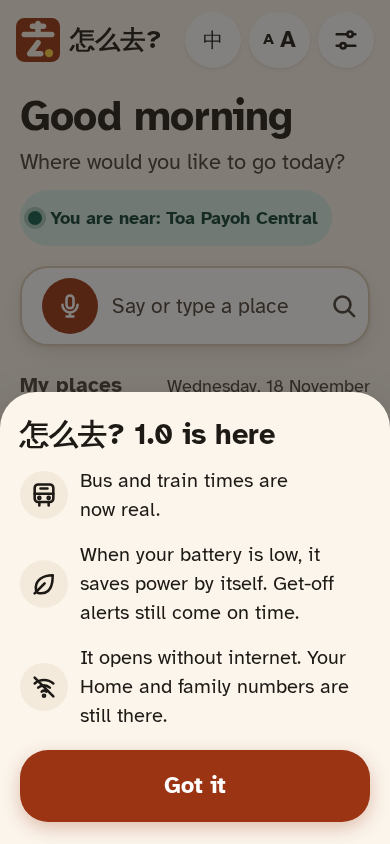 去
怎么去?
中
A A
Good morning
Where would you like to go today?
You are near: Toa Payoh Central
Say or type a place
My places
Wednesday, 18 November
怎么去? 1.0 is here
Bus and train times are
now real.
When your battery is low, it
saves power by itself. Get-off
alerts still come on time.
It opens without internet. Your
Home and family numbers are
still there.
Got it